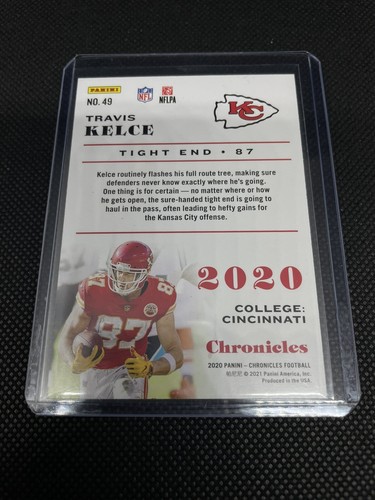 PANINI
NFL
NFLPA
NO. 49
KC
TRAVIS
KELCE
TIGHT END • 87
Kelce routinely flashes his full route tree, making sure
defenders never know exactly where he's going.
One thing is for certain — no matter where or how
he gets open, the sure-handed tight end is going to
haul in the pass, often leading to hefty gains for
the Kansas City offense.
2020
COLLEGE:
CINCINNATI
87
87
Chronicles
2020 PANINI – CHRONICLES FOOTBALL
© 2021 Panini America, Inc.
Produced in the USA.